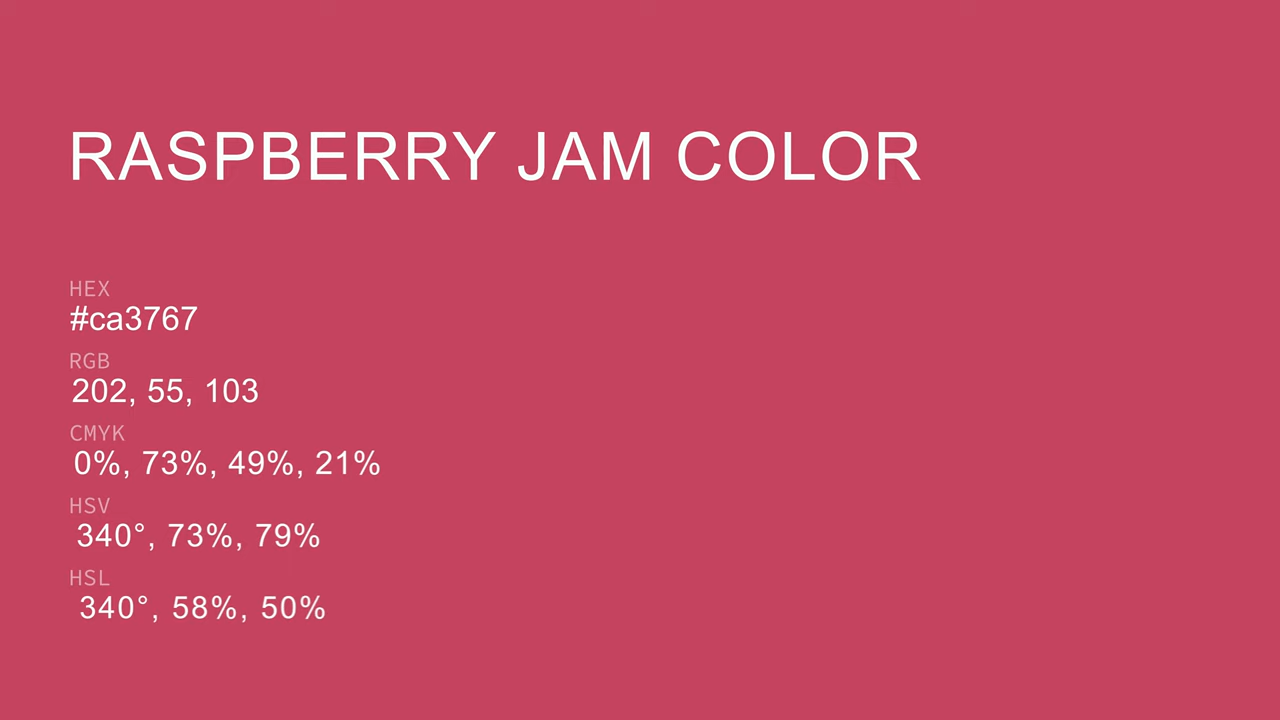 RASPBERRY JAM COLOR
HEX
#ca3767
RGB
202, 55, 103
CMYK
0%, 73%, 49%, 21%
HSV
340°, 73%, 79%
HSL
340°, 58%, 50%